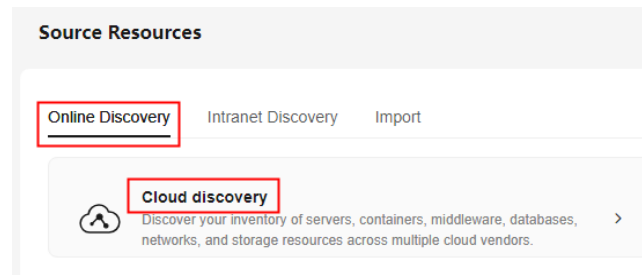 Source Resources
Online Discovery Intranet Discovery Import
Cloud discovery
Discover your inventory of servers, containers, middleware, databases,
networks, and storage resources across multiple cloud vendors.